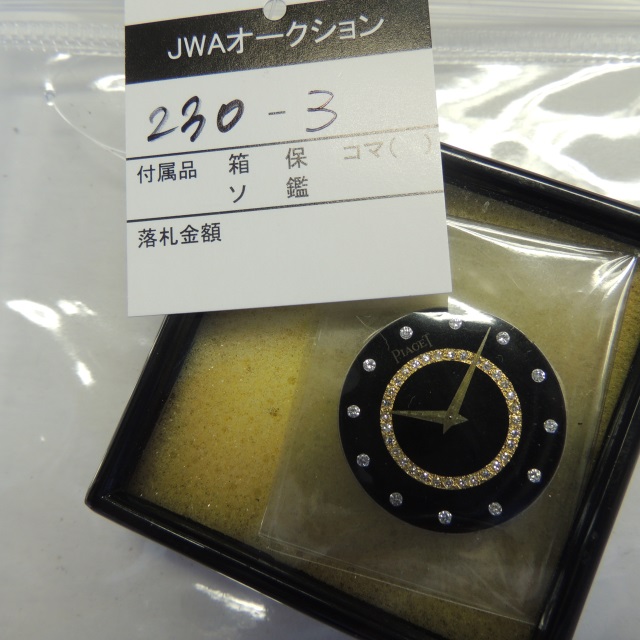 JWAオークション
230-3
付属品 箱 保 コマ( )
ソ 鑑
落札金額
PIAGET